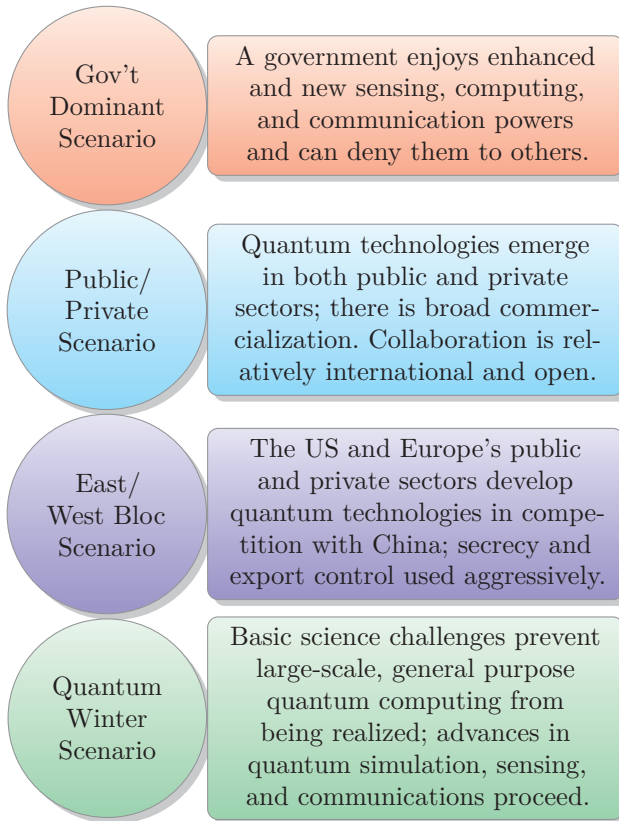 Gov't
Dominant
Scenario
A government enjoys enhanced
and new sensing, computing,
and communication powers
and can deny them to others.
Public/
Private
Scenario
Quantum technologies emerge
in both public and private
sectors; there is broad commer-
cialization. Collaboration is rel-
atively international and open.
East/
West Bloc
Scenario
The US and Europe's public
and private sectors develop
quantum technologies in compe-
tition with China; secrecy and
export control used aggressively.
Quantum
Winter
Scenario
Basic science challenges prevent
large-scale, general purpose
quantum computing from
being realized; advances in
quantum simulation, sensing,
and communications proceed.